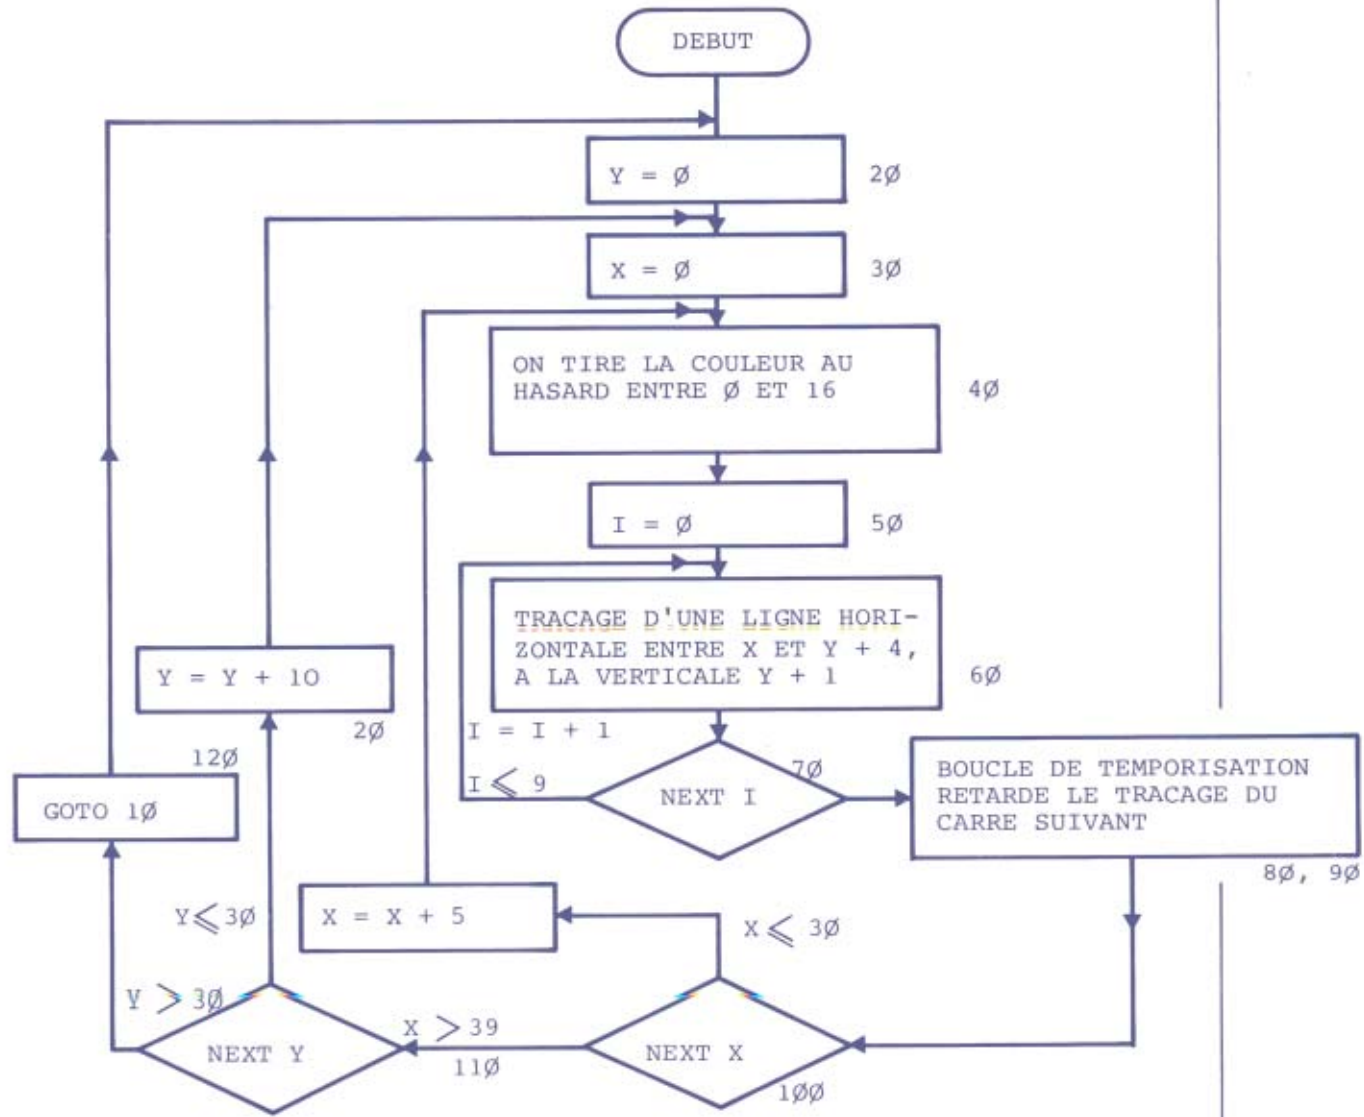 DEBUT
Y = Ø
2Ø
X = Ø
3Ø
ON TIRE LA COULEUR AU
HASARD ENTRE Ø ET 16
4Ø
I = Ø
5Ø
TRACAGE D'UNE LIGNE HORI-
ZONTALE ENTRE X ET Y + 4,
A LA VERTICALE Y + 1
6Ø
Y = Y + 10
2Ø
I = I + 1
I ⩽ 9
NEXT I
7Ø
BOUCLE DE TEMPORISATION
RETARDE LE TRACAGE DU
CARRE SUIVANT
8Ø, 9Ø
12Ø
GOTO 1Ø
X = X + 5
Y ⩽ 3Ø
X ⩽ 3Ø
Y > 3Ø
X > 39
NEXT Y
11Ø
NEXT X
1ØØ